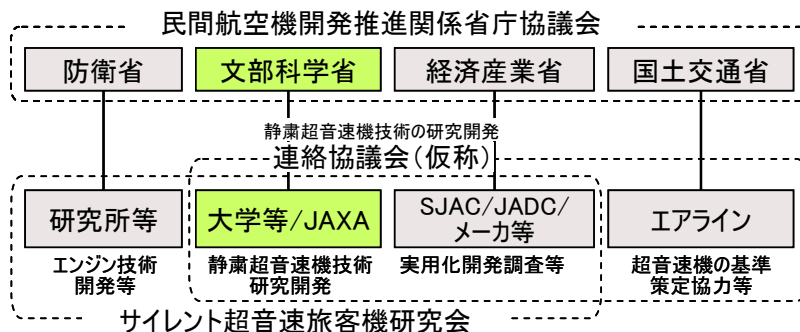 民間航空機開発推進関係省庁協議会
防衛省
文部科学省
経済産業省
国土交通省
静粛超音速機技術の研究開発
連絡協議会(仮称)
研究所等
大学等/JAXA
SJAC/JADC/
メーカ等
エアライン
エンジン技術
開発等
静粛超音速機技術
研究開発
実用化開発調査等
超音速機の基準
策定協力等
サイレント超音速旅客機研究会